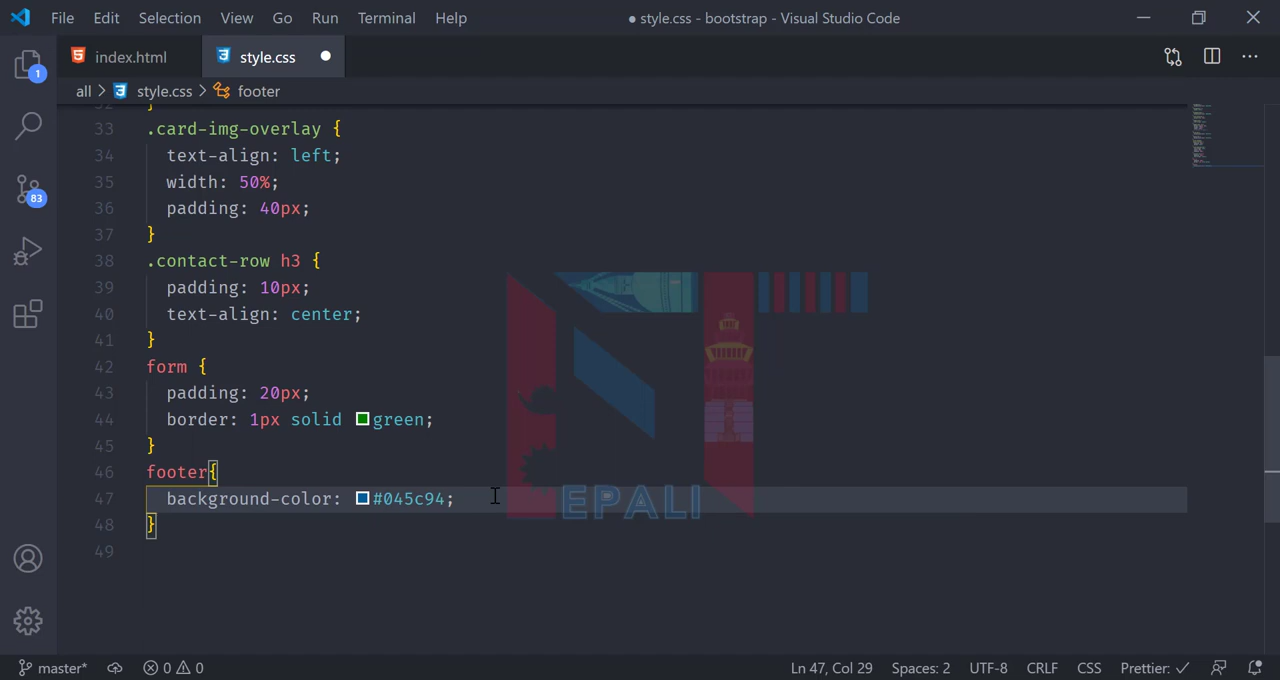 File Edit Selection View Go Run Terminal Help ● style.css - bootstrap - Visual Studio Code
index.html style.css
all > style.css > footer
32 }
33 .card-img-overlay {
34 text-align: left;
35 width: 50%;
36 padding: 40px;
37 }
38 .contact-row h3 {
39 padding: 10px;
40 text-align: center;
41 }
42 form {
43 padding: 20px;
44 border: 1px solid green;
45 }
46 footer{
47 background-color: #045c94;
48 }
49
1
83
EPALI
master* 0 0 Ln 47, Col 29 Spaces: 2 UTF-8 CRLF CSS Prettier: ✓